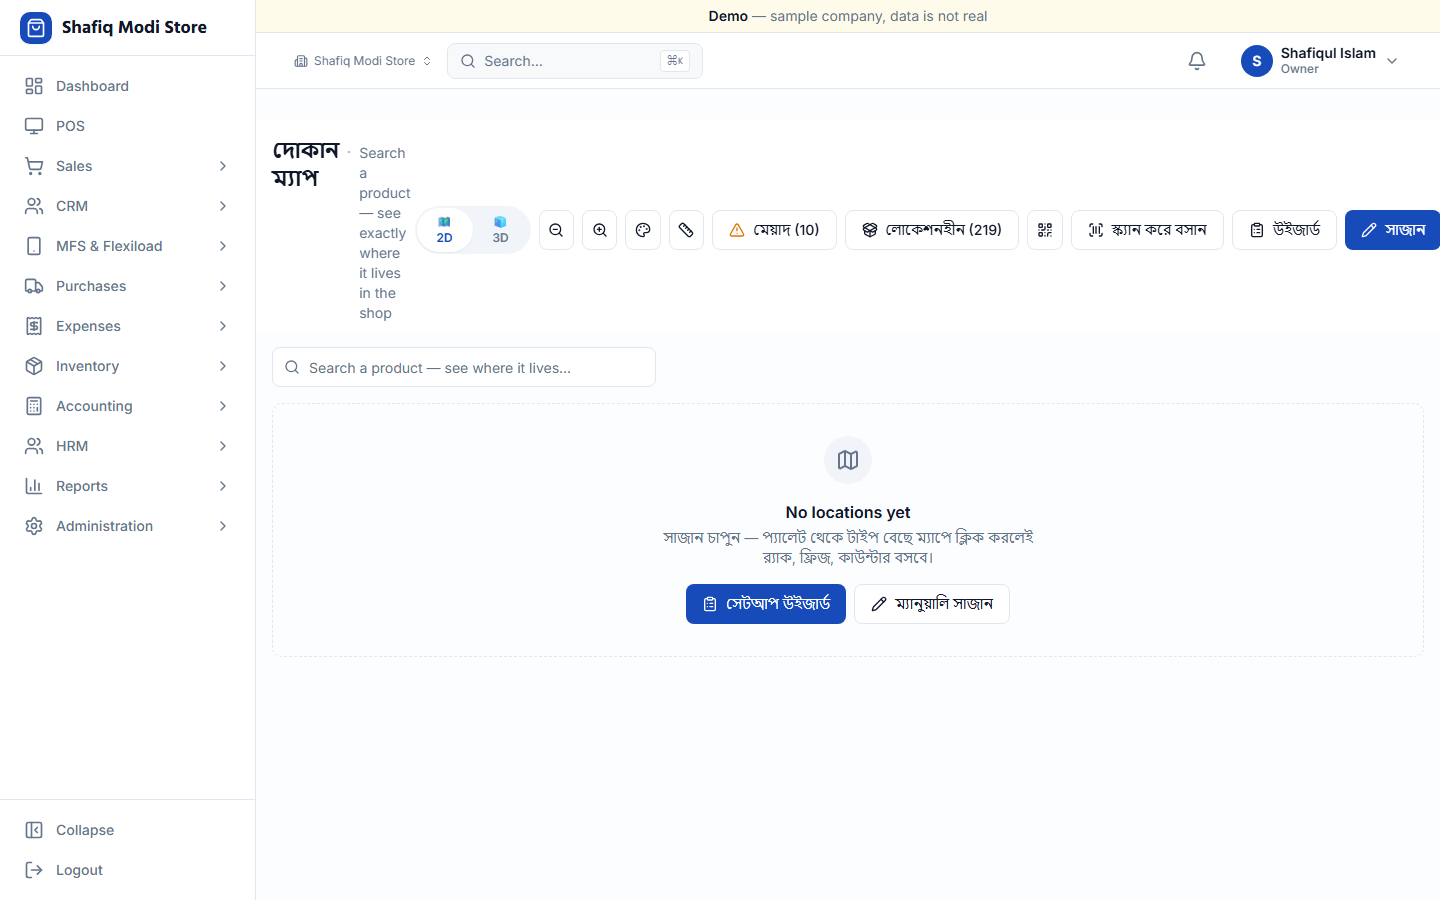 Shafiq Modi Store
Demo — sample company, data is not real
Shafiq Modi Store
Search...
⌘K
S
Shafiqul Islam
Owner
Dashboard
POS
Sales
CRM
MFS & Flexiload
Purchases
Expenses
Inventory
Accounting
HRM
Reports
Administration
Collapse
Logout
দোকান
ম্যাপ
·
Search
a
product
— see
exactly
where
it lives
in the
shop
2D
3D
মেয়াদ (10)
লোকেশনহীন (219)
স্ক্যান করে বসান
উইজার্ড
সাজান
Search a product — see where it lives...
No locations yet
সাজান চাপুন — প্যালেট থেকে টাইপ বেছে ম্যাপে ক্লিক করলেই
র‍্যাক, ফ্রিজ, কাউন্টার বসবে।
সেটআপ উইজার্ড
ম্যানুয়ালি সাজান